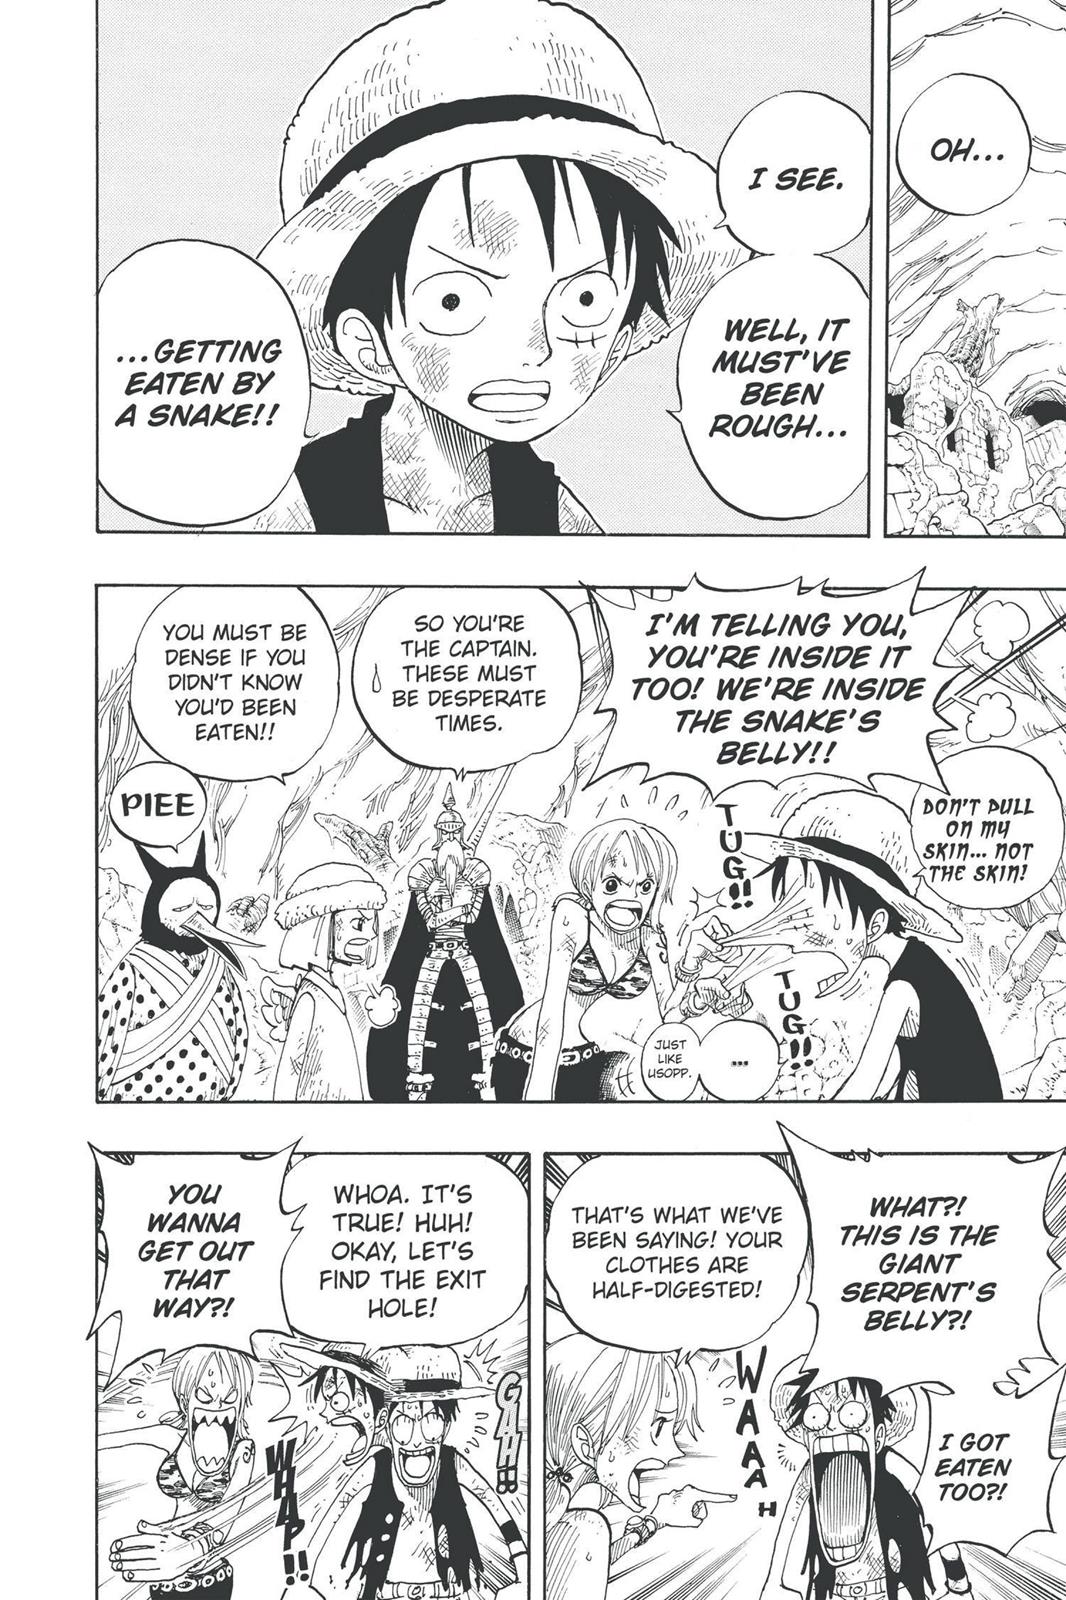 OH...
I SEE.
WELL, IT
MUST'VE
BEEN
ROUGH...
...GETTING
EATEN BY
A SNAKE!!
I'M TELLING YOU,
YOU'RE INSIDE IT
TOO! WE'RE INSIDE
THE SNAKE'S
BELLY!!
DON'T PULL
ON MY
SKIN... NOT
THE SKIN!
TUG!!
TUG!!
...
JUST
LIKE
USOPP.
SO YOU'RE
THE CAPTAIN.
THESE MUST
BE DESPERATE
TIMES.
YOU MUST BE
DENSE IF YOU
DIDN'T KNOW
YOU'D BEEN
EATEN!!
PIEE
WHAT?!
THIS IS THE
GIANT
SERPENT'S
BELLY?!
I GOT
EATEN
TOO?!
WAAAH
THAT'S WHAT WE'VE
BEEN SAYING! YOUR
CLOTHES ARE
HALF-DIGESTED!
WHOA. IT'S
TRUE! HUH!
OKAY, LET'S
FIND THE EXIT
HOLE!
GAH!!
WHAP!!
YOU
WANNA
GET OUT
THAT
WAY?!